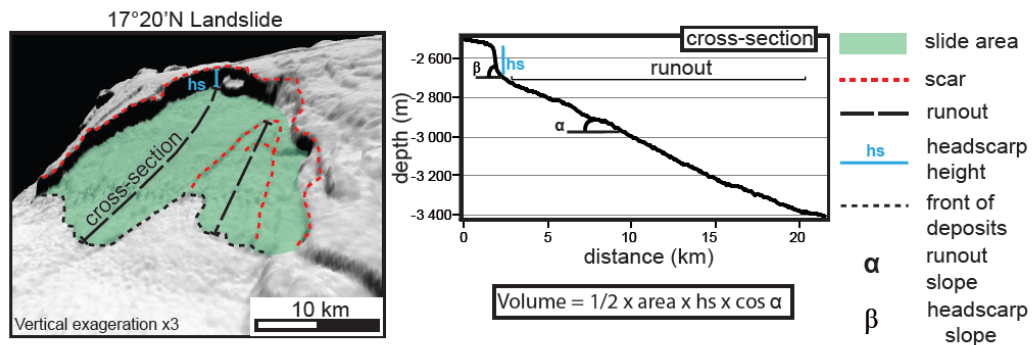 17°20'N Landslide
hs
cross-section
Vertical exageration x3
10 km
cross-section
-2 600
-2 800
-3 000
-3 200
-3 400
depth (m)
hs
β
runout
α
0
5
10
15
20
distance (km)
Volume = 1/2 x area x hs x cos α
slide area
scar
runout
hs
headscarp
height
front of
deposits
α
runout
slope
β
headscarp
slope